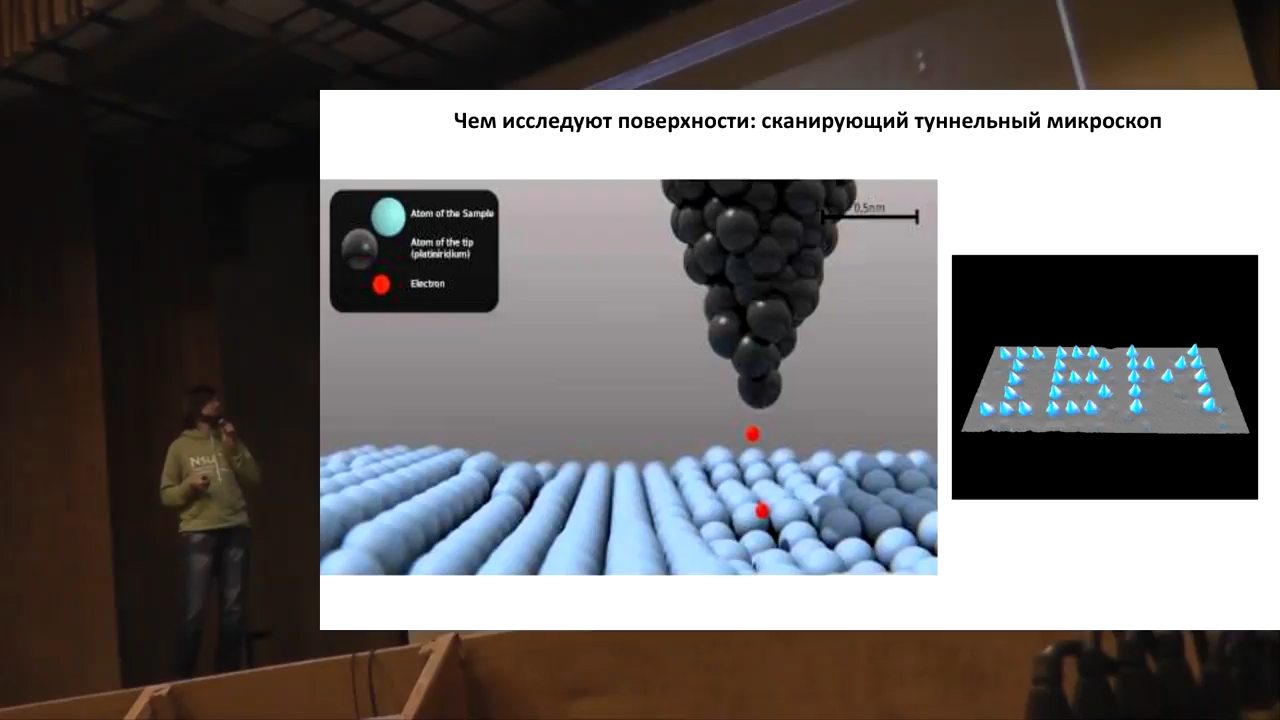 Чем исследуют поверхности: сканирующий туннельный микроскоп
Atom of the Sample
Atom of the tip
(platiniridium)
Electron
0,5nm
IBM
NSU